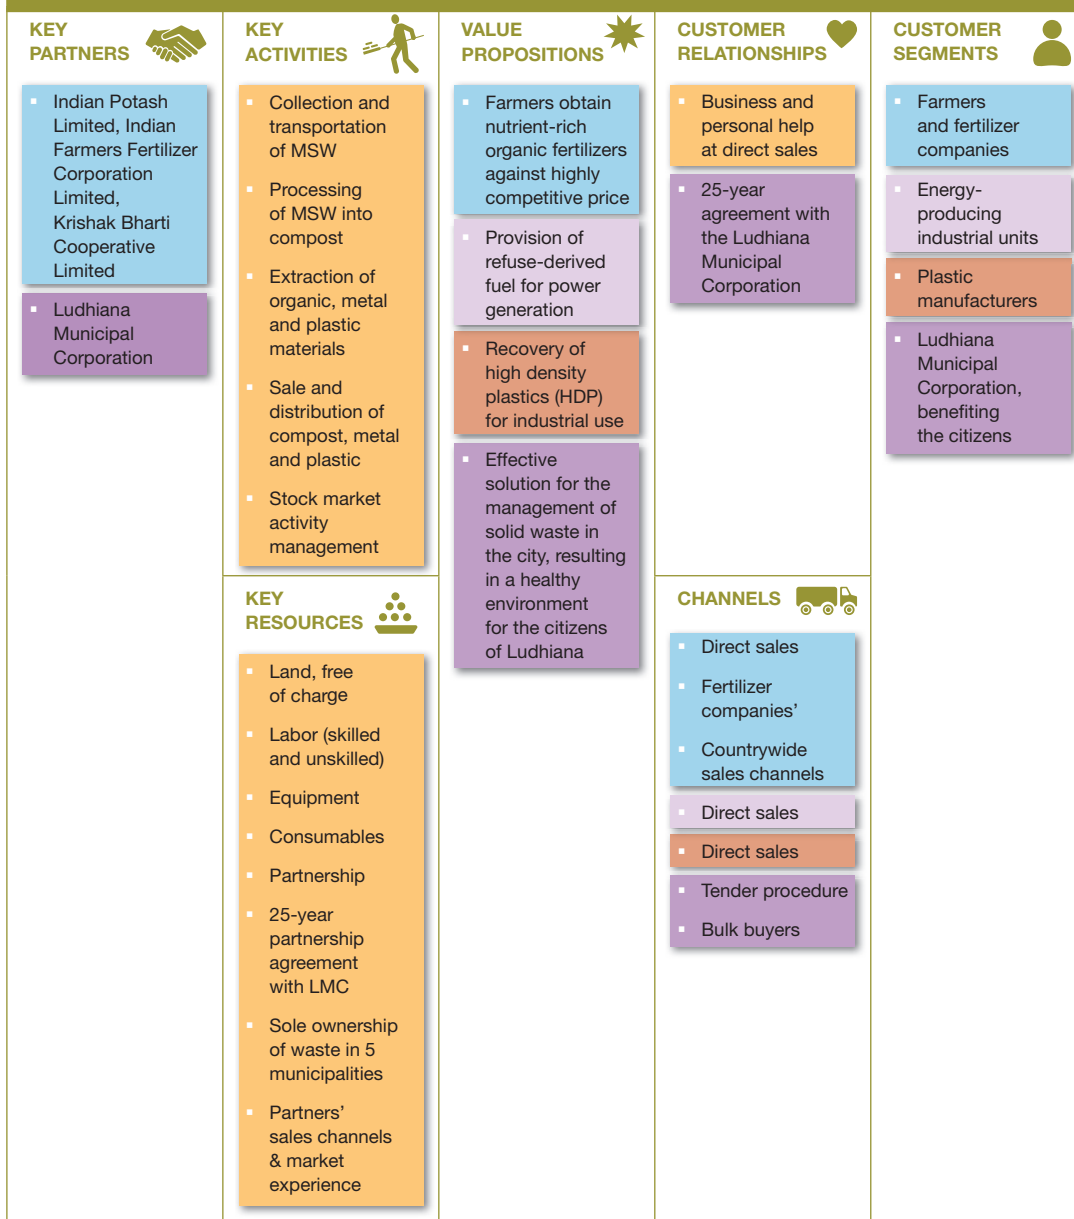 KEY
PARTNERS
▪ Indian Potash
Limited, Indian
Farmers Fertilizer
Corporation
Limited,
Krishak Bharti
Cooperative
Limited
▪ Ludhiana
Municipal
Corporation
KEY
ACTIVITIES
▪ Collection and
transportation
of MSW
▪ Processing
of MSW into
compost
▪ Extraction of
organic, metal
and plastic
materials
▪ Sale and
distribution of
compost, metal
and plastic
▪ Stock market
activity
management
KEY
RESOURCES
▪ Land, free
of charge
▪ Labor (skilled
and unskilled)
▪ Equipment
▪ Consumables
▪ Partnership
▪ 25-year
partnership
agreement
with LMC
▪ Sole ownership
of waste in 5
municipalities
▪ Partners’
sales channels
& market
experience
VALUE
PROPOSITIONS
▪ Farmers obtain
nutrient-rich
organic fertilizers
against highly
competitive price
▪ Provision of
refuse-derived
fuel for power
generation
▪ Recovery of
high density
plastics (HDP)
for industrial use
▪ Effective
solution for the
management of
solid waste in
the city, resulting
in a healthy
environment
for the citizens
of Ludhiana
CUSTOMER
RELATIONSHIPS
▪ Business and
personal help
at direct sales
▪ 25-year
agreement with
the Ludhiana
Municipal
Corporation
CHANNELS
▪ Direct sales
▪ Fertilizer
companies’
▪ Countrywide
sales channels
▪ Direct sales
▪ Direct sales
▪ Tender procedure
▪ Bulk buyers
CUSTOMER
SEGMENTS
▪ Farmers
and fertilizer
companies
▪ Energy-
producing
industrial units
▪ Plastic
manufacturers
▪ Ludhiana
Municipal
Corporation,
benefiting
the citizens